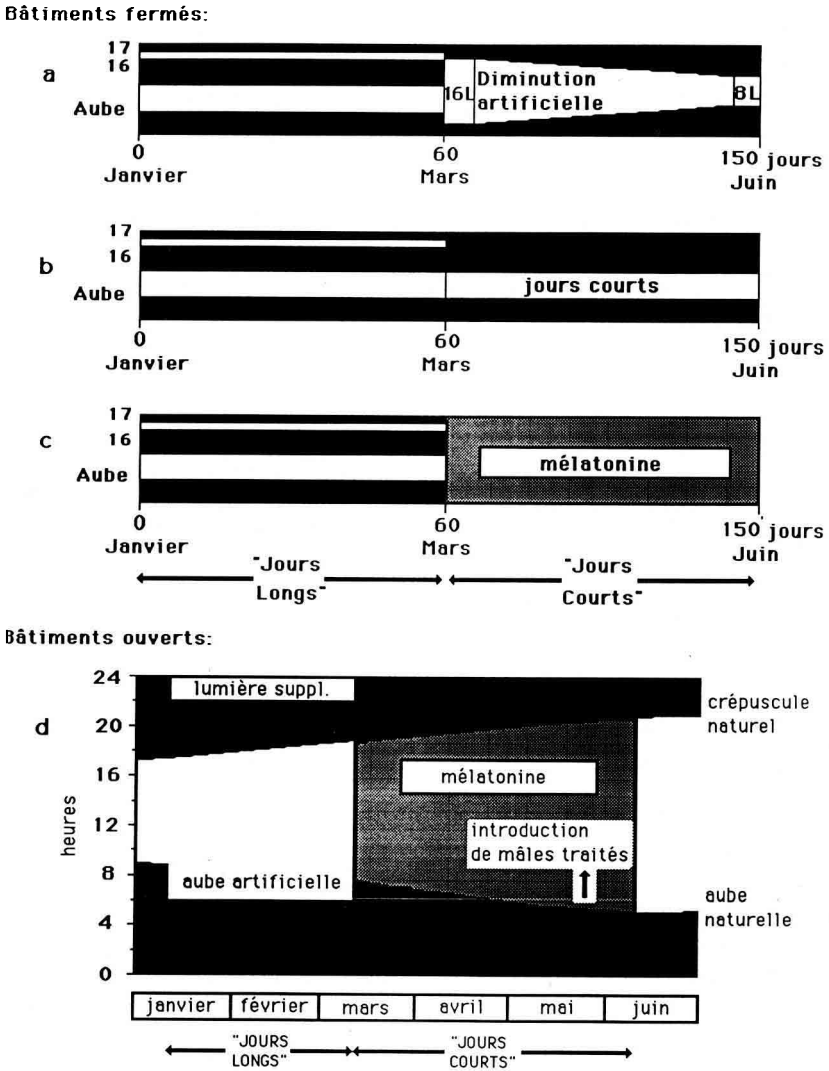 Bâtiments fermés:
17
16
a
Aube
16L
Diminution
artificielle
8L
0
60
150 jours
Janvier
Mars
Juin
17
16
b
Aube
jours courts
0
60
150 jours
Janvier
Mars
Juin
17
16
c
Aube
mélatonine
0
60
150 jours
Janvier
Mars
Juin
"Jours
Longs"
"Jours
Courts"
Bâtiments ouverts:
d
heures
24
20
16
12
8
4
0
lumière suppl.
crépuscule
naturel
mélatonine
introduction
de mâles traités
aube artificielle
aube
naturelle
janvier
février
mars
avril
mai
juin
"JOURS
LONGS"
"JOURS
COURTS"